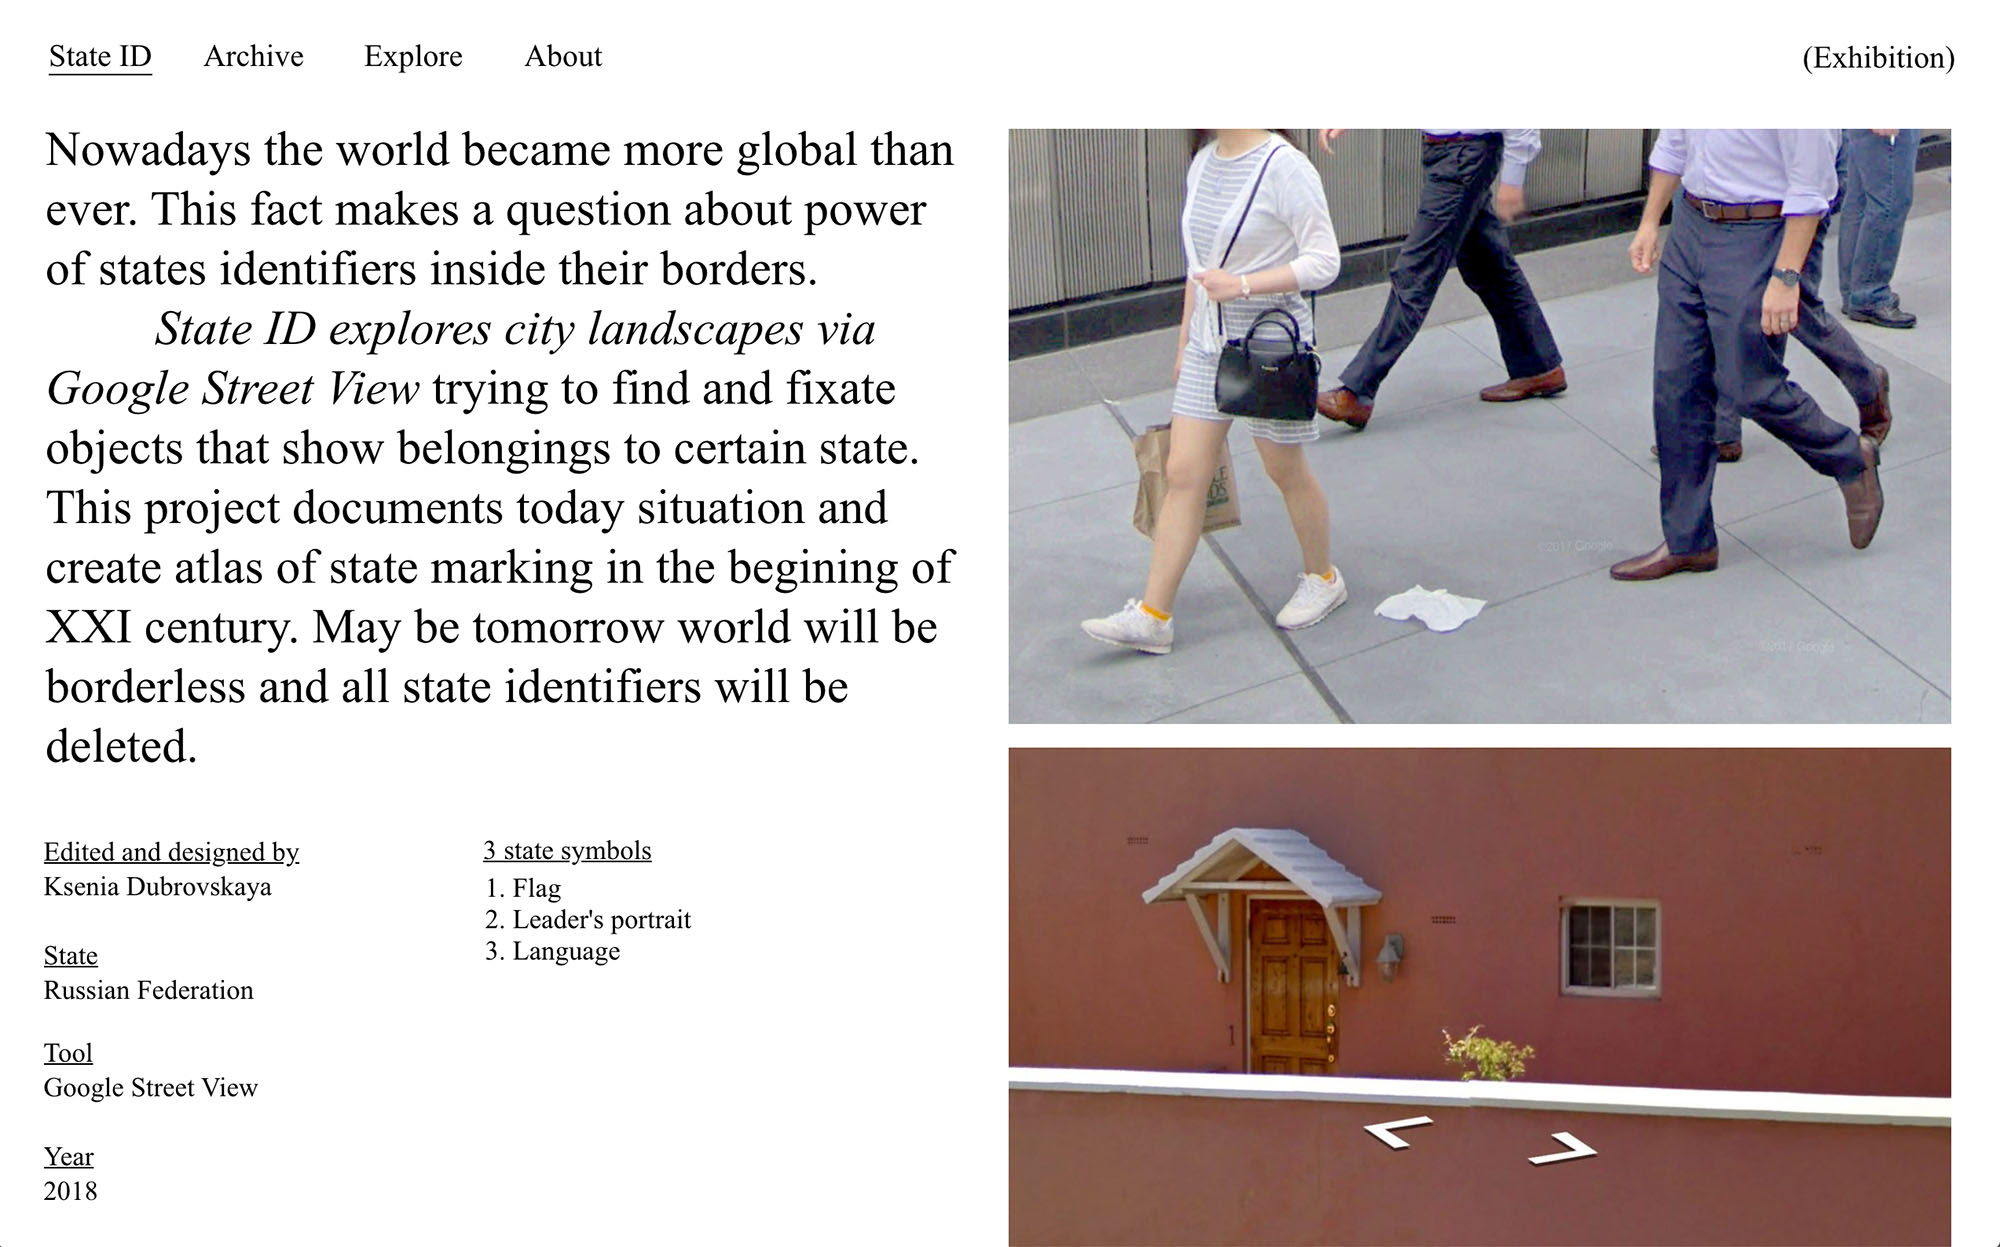 State ID Archive Explore About (Exhibition)
Nowadays the world became more global than
ever. This fact makes a question about power
of states identifiers inside their borders.
State ID explores city landscapes via
Google Street View trying to find and fixate
objects that show belongings to certain state.
This project documents today situation and
create atlas of state marking in the begining of
XXI century. May be tomorrow world will be
borderless and all state identifiers will be
deleted.
Edited and designed by
Ksenia Dubrovskaya
State
Russian Federation
Tool
Google Street View
Year
2018
3 state symbols
1. Flag
2. Leader's portrait
3. Language
©2017 Google
©2017 Google